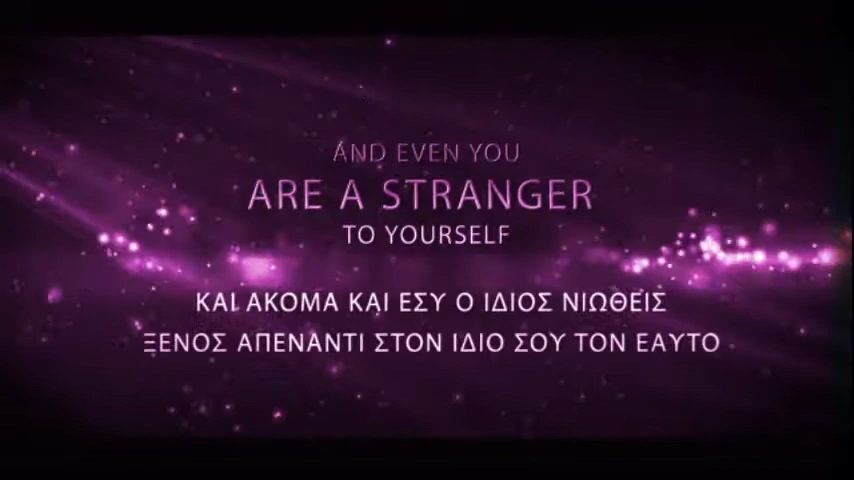 AND EVEN YOU
ARE A STRANGER
TO YOURSELF
ΚΑΙ ΑΚΟΜΑ ΚΑΙ ΕΣΥ Ο ΙΔΙΟΣ ΝΙΩΘΕΙΣ
ΞΕΝΟΣ ΑΠΕΝΑΝΤΙ ΣΤΟΝ ΙΔΙΟ ΣΟΥ ΤΟΝ ΕΑΥΤΟ